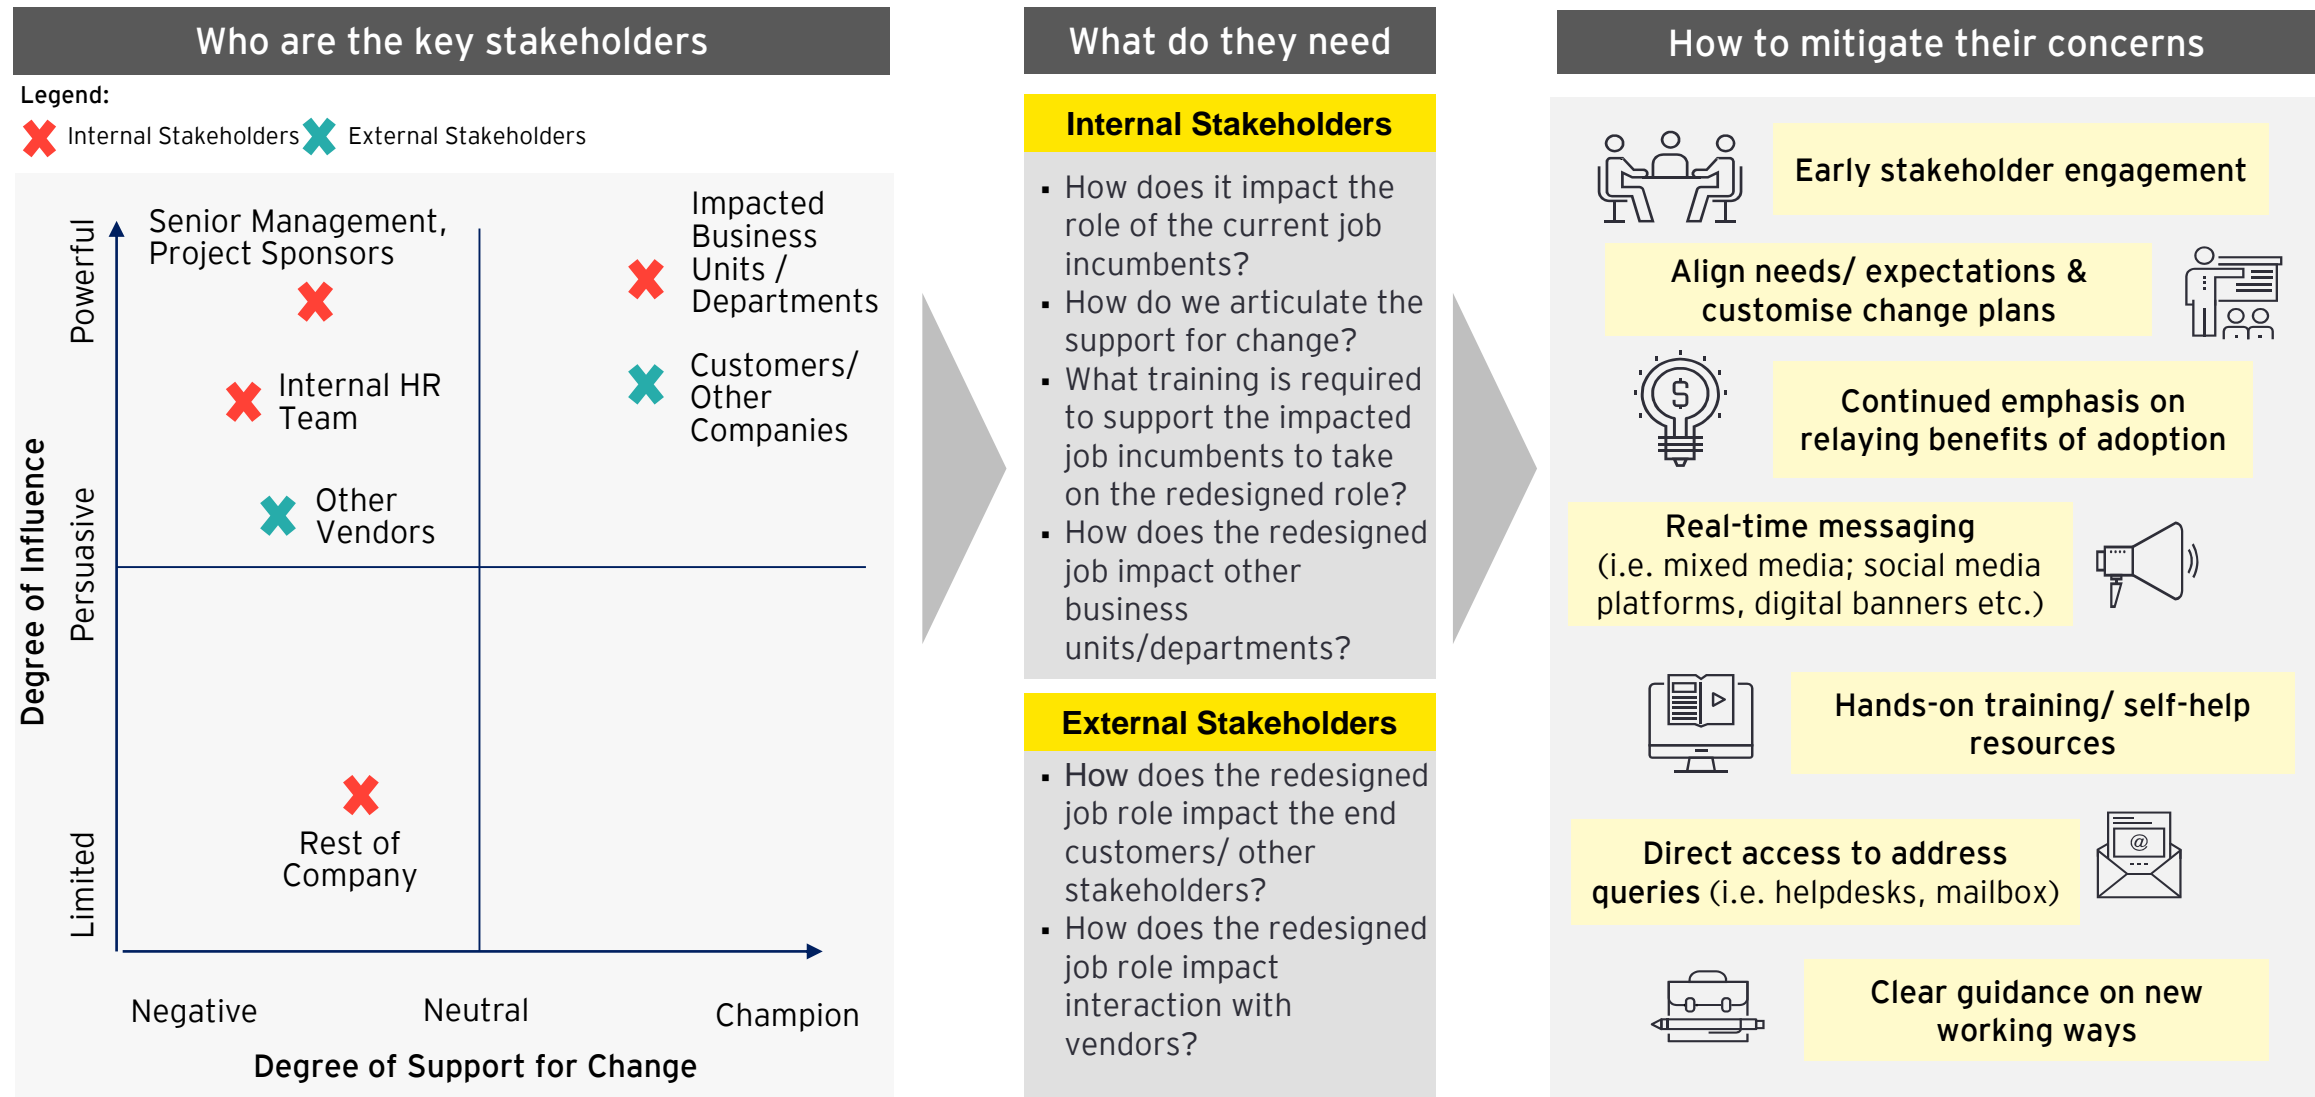 Who are the key stakeholders
Legend:
Internal Stakeholders
External Stakeholders
Degree of Influence
Powerful
Persuasive
Limited
Senior Management,
Project Sponsors
Impacted
Business
Units /
Departments
Internal HR
Team
Customers/
Other
Companies
Other
Vendors
Rest of
Company
Negative
Neutral
Champion
Degree of Support for Change
What do they need
Internal Stakeholders
▪ How does it impact the
role of the current job
incumbents?
▪ How do we articulate the
support for change?
▪ What training is required
to support the impacted
job incumbents to take
on the redesigned role?
▪ How does the redesigned
job impact other
business
units/departments?
External Stakeholders
▪ How does the redesigned
job role impact the end
customers/ other
stakeholders?
▪ How does the redesigned
job role impact
interaction with
vendors?
How to mitigate their concerns
Early stakeholder engagement
Align needs/ expectations &
customise change plans
$
Continued emphasis on
relaying benefits of adoption
Real-time messaging
(i.e. mixed media; social media
platforms, digital banners etc.)
Hands-on training/ self-help
resources
Direct access to address
queries (i.e. helpdesks, mailbox)
@
Clear guidance on new
working ways